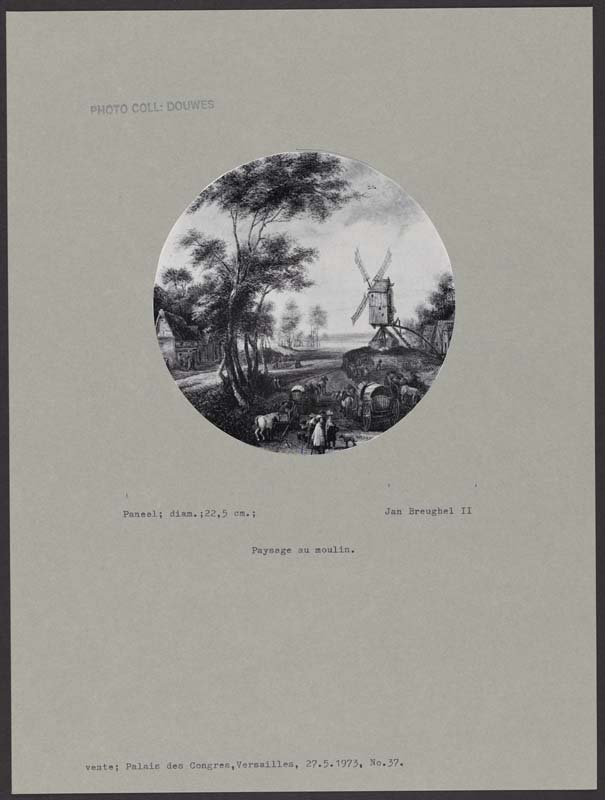 PHOTO COLL: DOUWES
Paneel; diam.;22,5 cm.; Jan Breughel II
Paysage au moulin.
vente; Palais des Congres,Versailles, 27.5.1973, No.37.